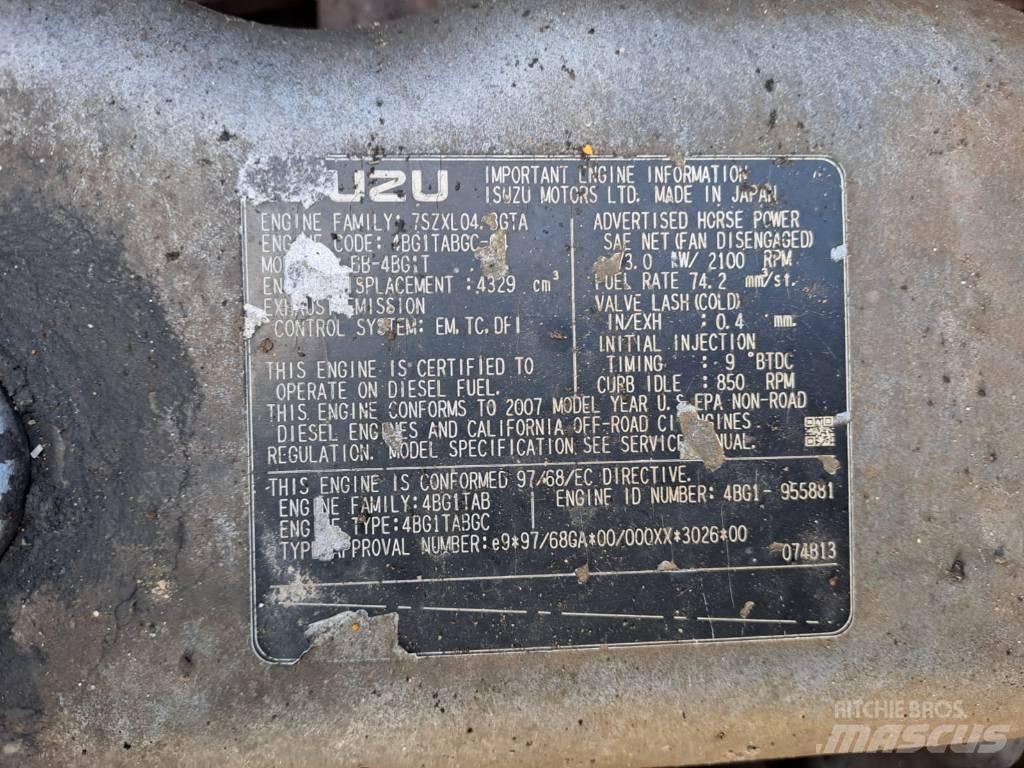 UZU
IMPORTANT ENGINE INFORMATION
ISUZU MOTORS LTD. MADE IN JAPAN
ENGINE FAMILY: 7SZXL04. 3GTA
CODE: 4BG1TABGC-
BB-4BG1T
DISPLACEMENT : 4329 cm³
EXHAUST EMISSION
CONTROL SYSTEM: EM, TC, DFI
ADVERTISED HORSE POWER
SAE NET (FAN DISENGAGED)
3.0 kW/ 2100 RPM
FUEL RATE 74.2 mm³/st.
VALVE LASH (COLD)
IN/EXH : 0.4 mm.
INITIAL INJECTION
TIMING : 9 °BTDC
CURB IDLE : 850 RPM
THIS ENGINE IS CERTIFIED TO
OPERATE ON DIESEL FUEL.
THIS ENGINE CONFORMS TO 2007 MODEL YEAR U.S. EPA NON-ROAD
DIESEL ENGINES AND CALIFORNIA OFF-ROAD CI ENGINES
REGULATION. MODEL SPECIFICATION SEE SERVICE MANUAL.
THIS ENGINE IS CONFORMED 97/68/EC DIRECTIVE.
ENGINE FAMILY: 4BG1TAB
ENGINE ID NUMBER: 4BG1- 955881
ENGINE TYPE: 4BG1TABGC
TYPE APPROVAL NUMBER: e9*97/68GA*00/000XX*3026*00
074813
RITCHIE BROS.
MASCUS